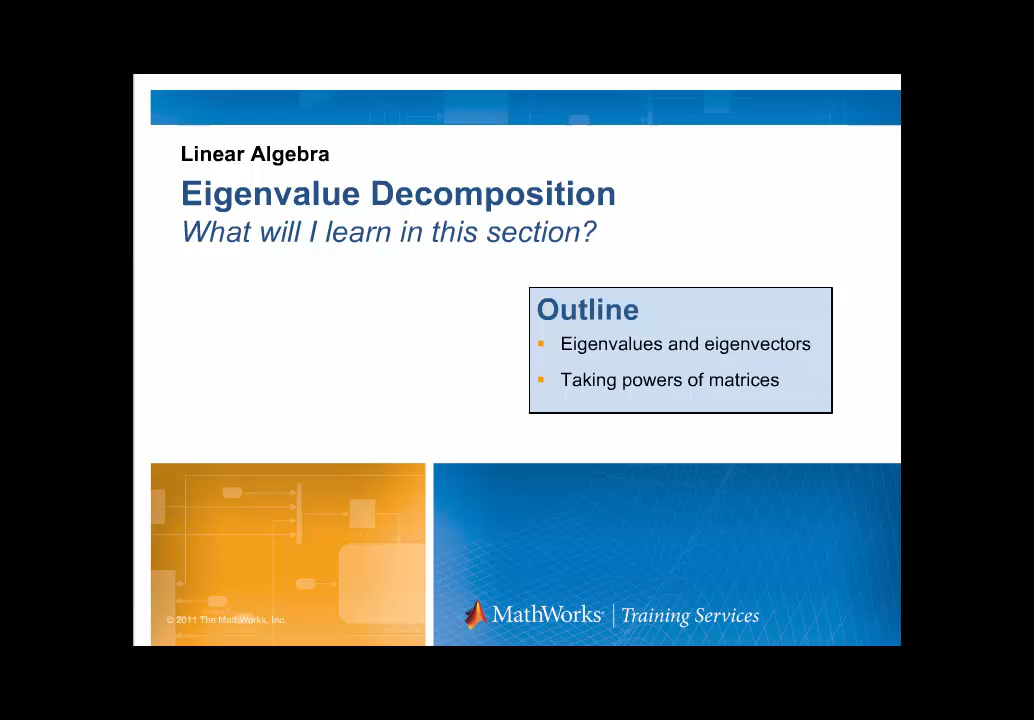 Linear Algebra
Eigenvalue Decomposition
What will I learn in this section?
Outline
Eigenvalues and eigenvectors
Taking powers of matrices
© 2011 The MathWorks, Inc.
MathWorks® | Training Services